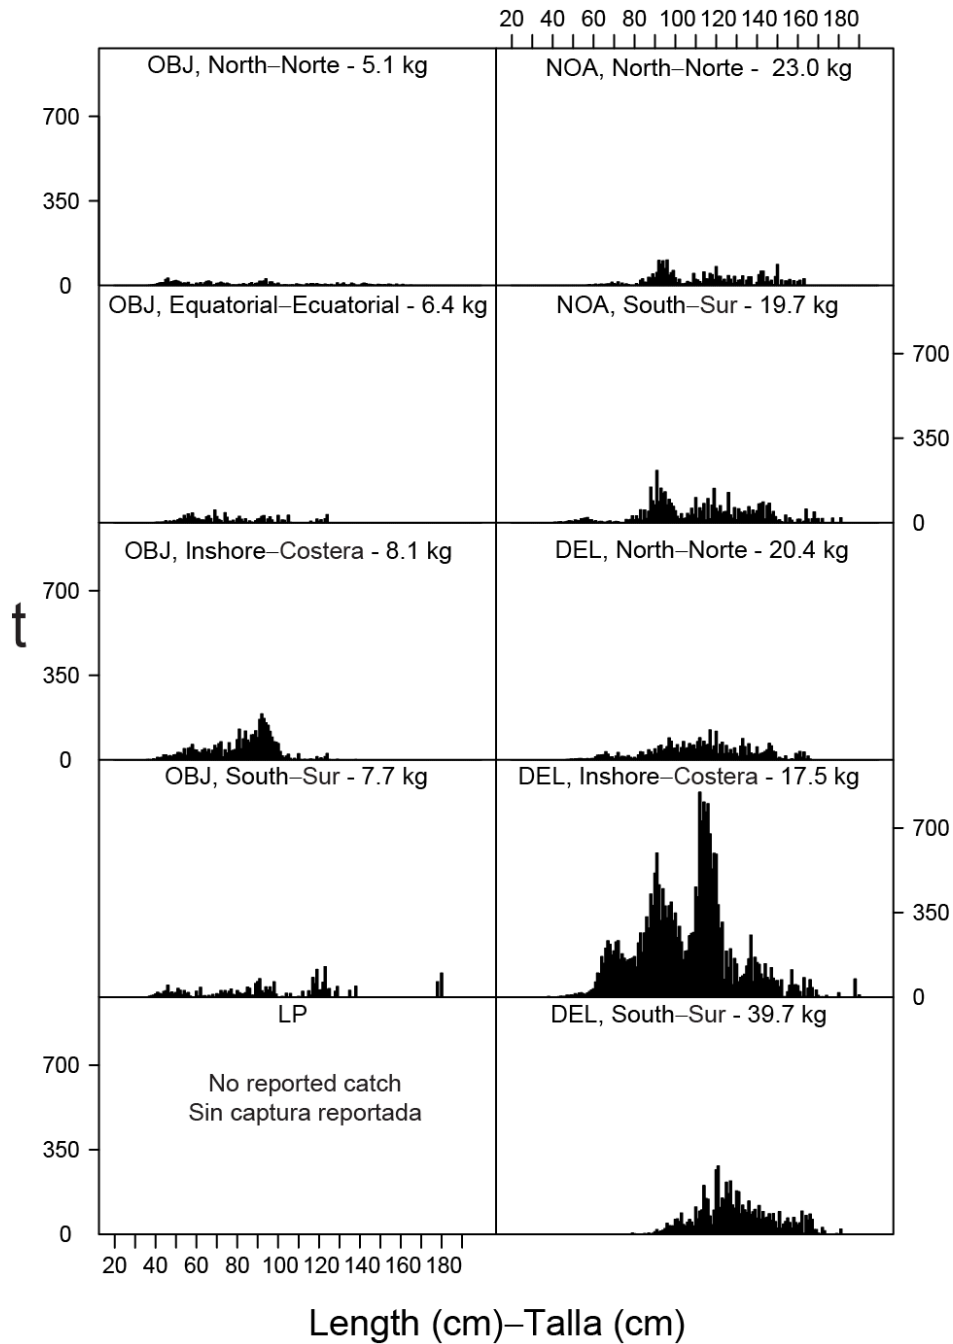 20 40 60 80 100 120 140 160 180
OBJ, North–Norte - 5.1 kg
NOA, North–Norte - 23.0 kg
700
350
0
OBJ, Equatorial–Ecuatorial - 6.4 kg
NOA, South–Sur - 19.7 kg
700
350
0
OBJ, Inshore–Costera - 8.1 kg
DEL, North–Norte - 20.4 kg
700
t
350
0
OBJ, South–Sur - 7.7 kg
DEL, Inshore–Costera - 17.5 kg
700
350
0
LP
DEL, South–Sur - 39.7 kg
700
No reported catch
Sin captura reportada
350
0
20 40 60 80 100 120 140 160 180
Length (cm)–Talla (cm)